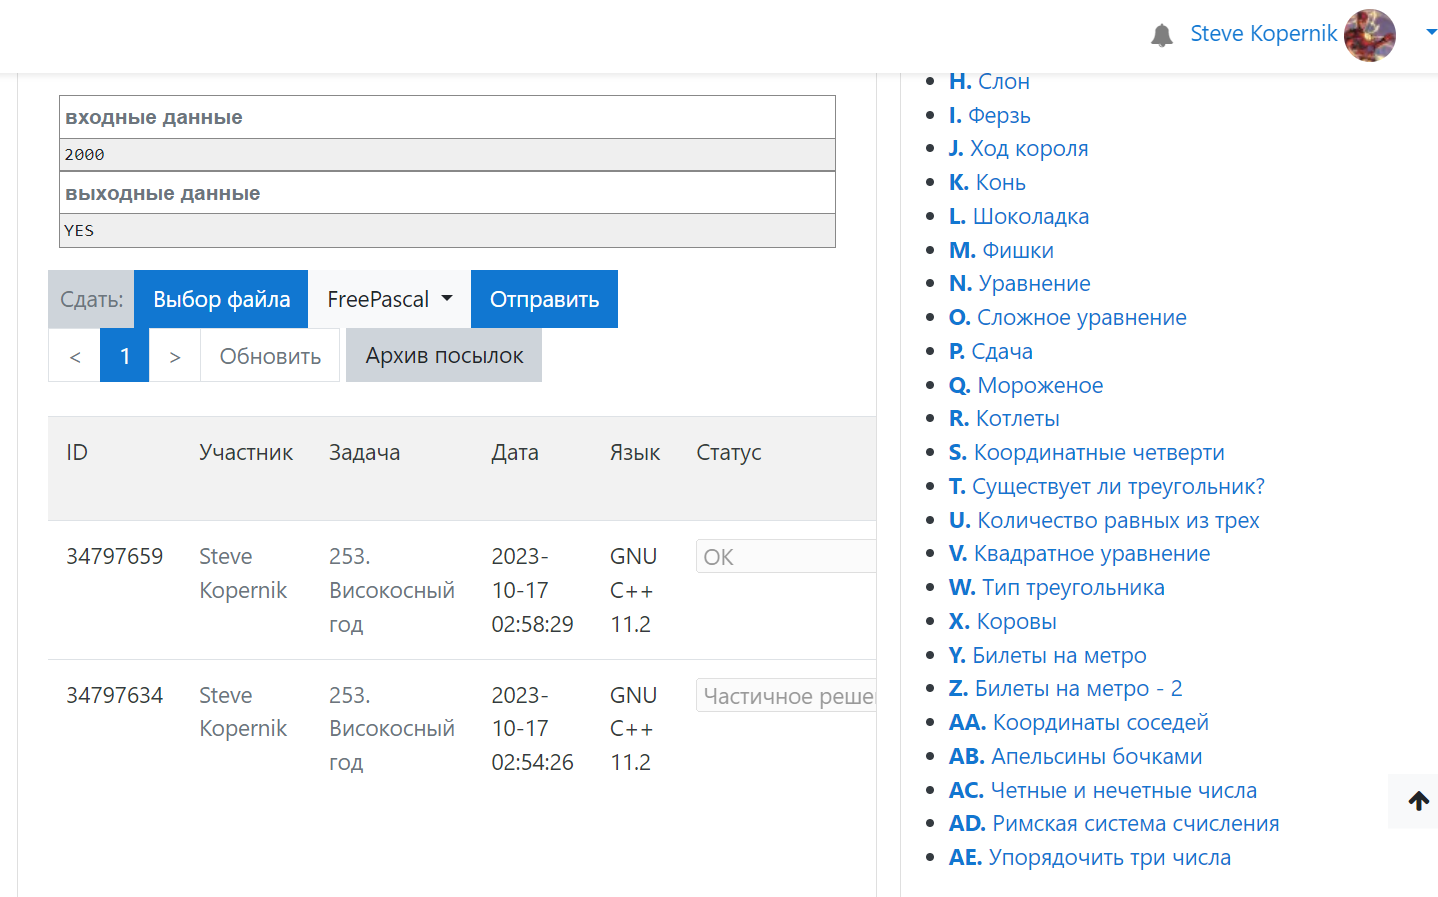 Steve Kopernik
входные данные
2000
выходные данные
YES
Сдать: Выбор файла FreePascal Отправить
< 1 > Обновить Архив посылок
ID Участник Задача Дата Язык Статус
34797659 Steve 253. 2023- GNU OK
Kopernik Високосный 10-17 C++
год 02:58:29 11.2
34797634 Steve 253. 2023- GNU Частичное реше
Kopernik Високосный 10-17 C++
год 02:54:26 11.2
H. Слон
I. Ферзь
J. Ход короля
K. Конь
L. Шоколадка
M. Фишки
N. Уравнение
O. Сложное уравнение
P. Сдача
Q. Мороженое
R. Котлеты
S. Координатные четверти
T. Существует ли треугольник?
U. Количество равных из трех
V. Квадратное уравнение
W. Тип треугольника
X. Коровы
Y. Билеты на метро
Z. Билеты на метро - 2
AA. Координаты соседей
AB. Апельсины бочками
AC. Четные и нечетные числа
AD. Римская система счисления
AE. Упорядочить три числа